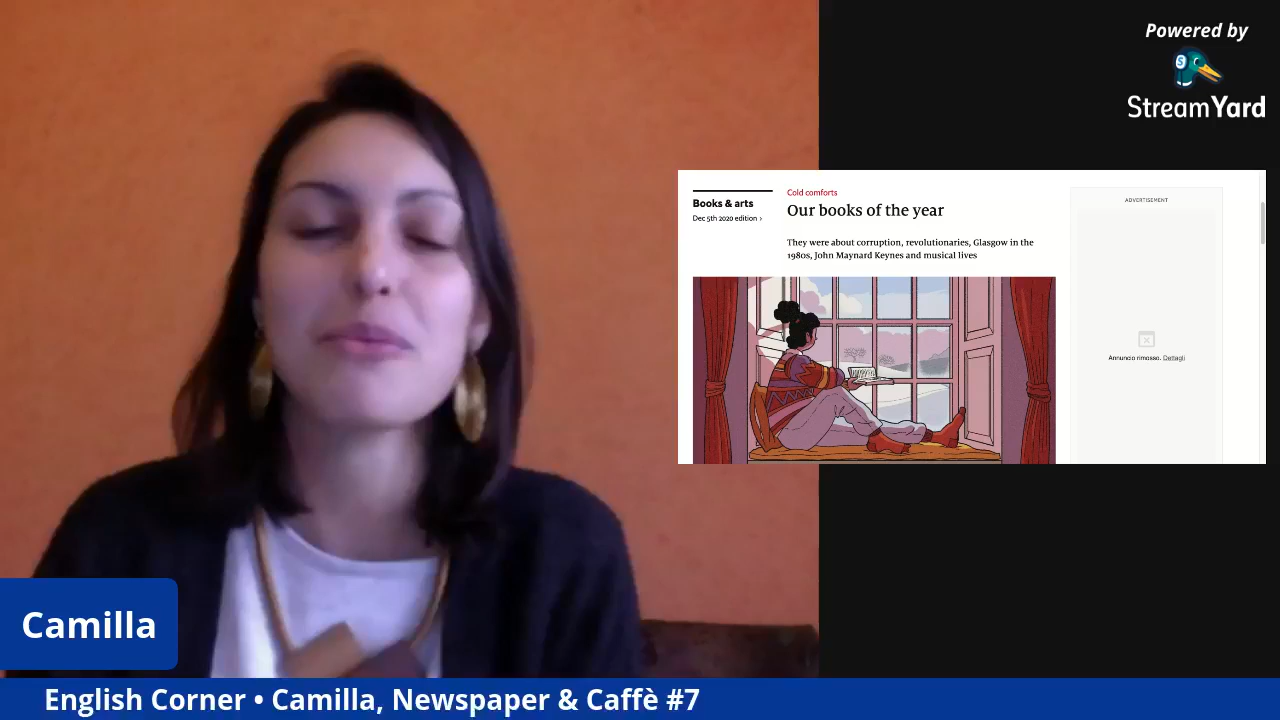 Powered by
StreamYard
Books & arts
Dec 5th 2020 edition ›
Cold comforts
Our books of the year
They were about corruption, revolutionaries, Glasgow in the
1980s, John Maynard Keynes and musical lives
ADVERTISEMENT
Annuncio rimosso. Dettagli
Camilla
English Corner • Camilla, Newspaper & Caffè #7